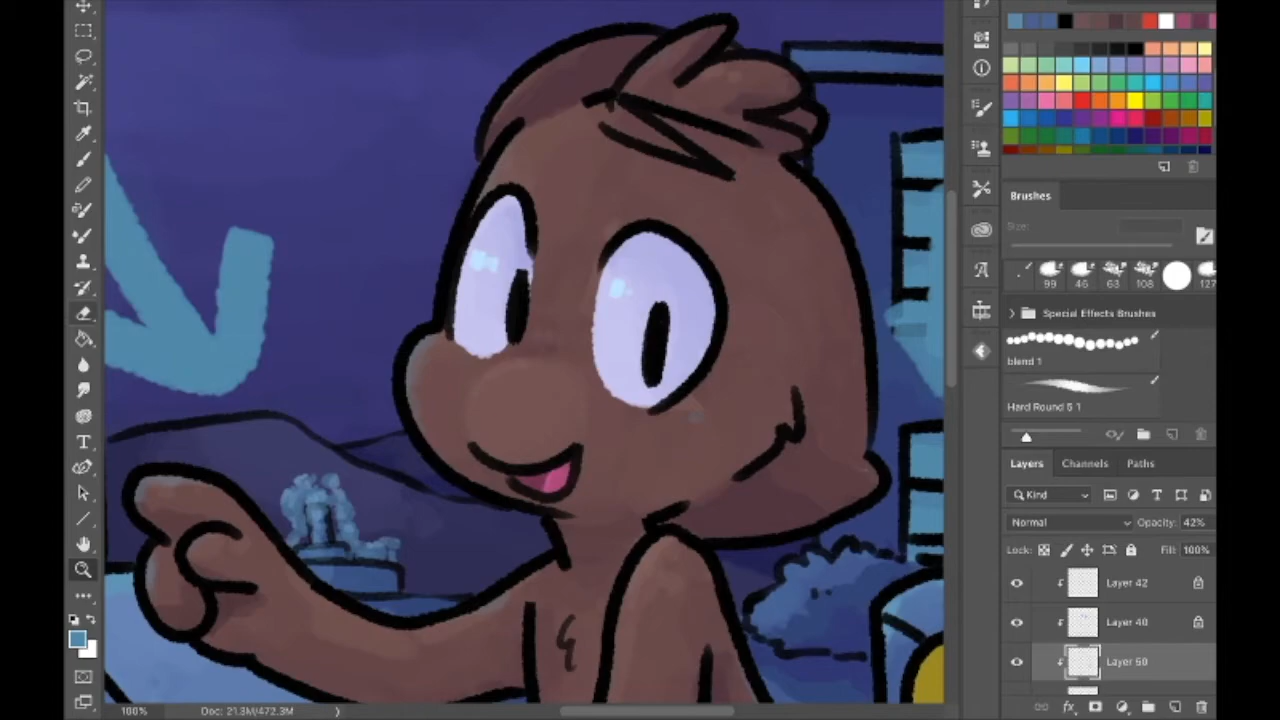 Brushes
Size:
99 46 63 108 127
Special Effects Brushes
blend 1
Hard Round 5 1
Layers Channels Paths
Kind
Normal Opacity: 42%
Lock: Fill: 100%
Layer 42
Layer 40
Layer 50
100% Doc: 21.3M/472.3M